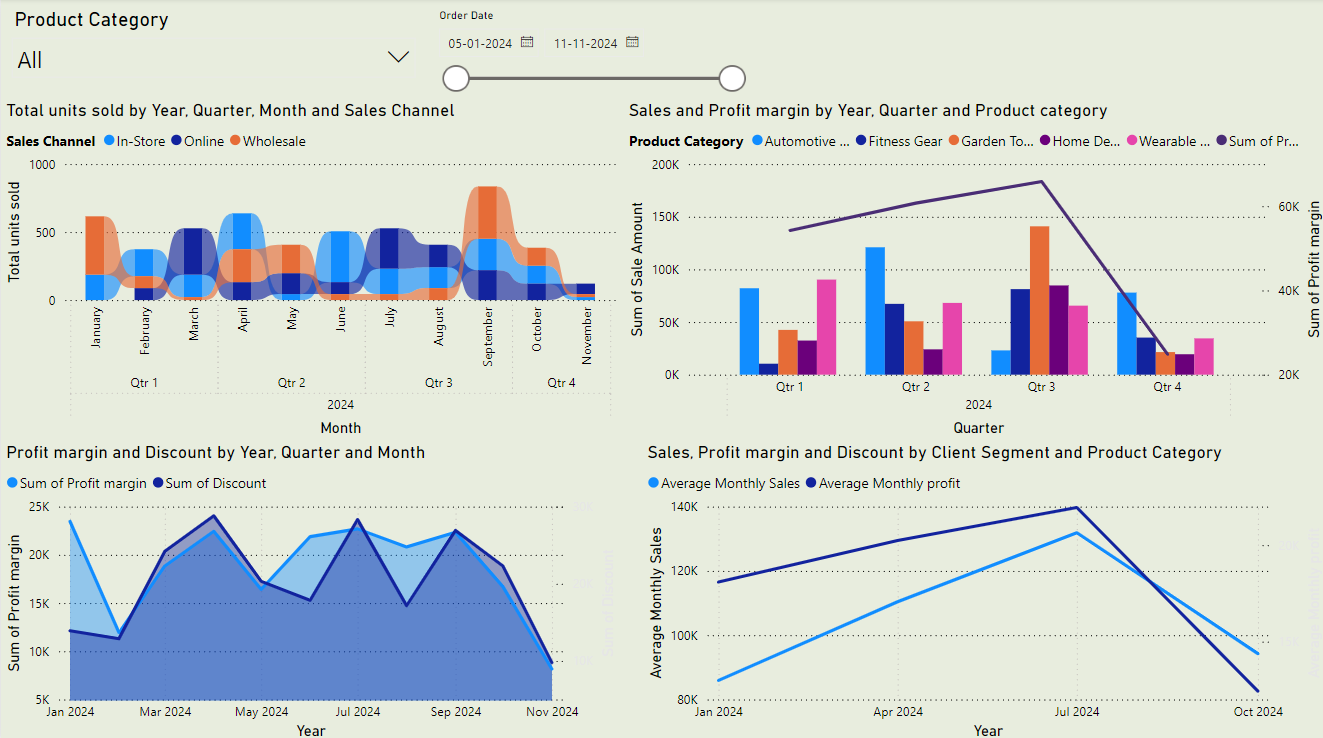 Product Category
All
Order Date
05-01-2024 11-11-2024
Total units sold by Year, Quarter, Month and Sales Channel
Sales Channel In-Store Online Wholesale
1000
500
0
Total units sold
January February March April May June July August September October November
Qtr 1 Qtr 2 Qtr 3 Qtr 4
2024
Month
Sales and Profit margin by Year, Quarter and Product category
Product Category Automotive ... Fitness Gear Garden To... Home De... Wearable ... Sum of Pr...
200K
150K
100K
50K
0K
Sum of Sale Amount
60K
40K
20K
Sum of Profit margin
Qtr 1 Qtr 2 Qtr 3 Qtr 4
2024
Quarter
Profit margin and Discount by Year, Quarter and Month
Sum of Profit margin Sum of Discount
25K
20K
15K
10K
5K
Sum of Profit margin
Jan 2024 Mar 2024 May 2024 Jul 2024 Sep 2024 Nov 2024
Year
Sales, Profit margin and Discount by Client Segment and Product Category
Average Monthly Sales Average Monthly profit
140K
120K
100K
80K
Average Monthly Sales
Jan 2024 Apr 2024 Jul 2024 Oct 2024
Year